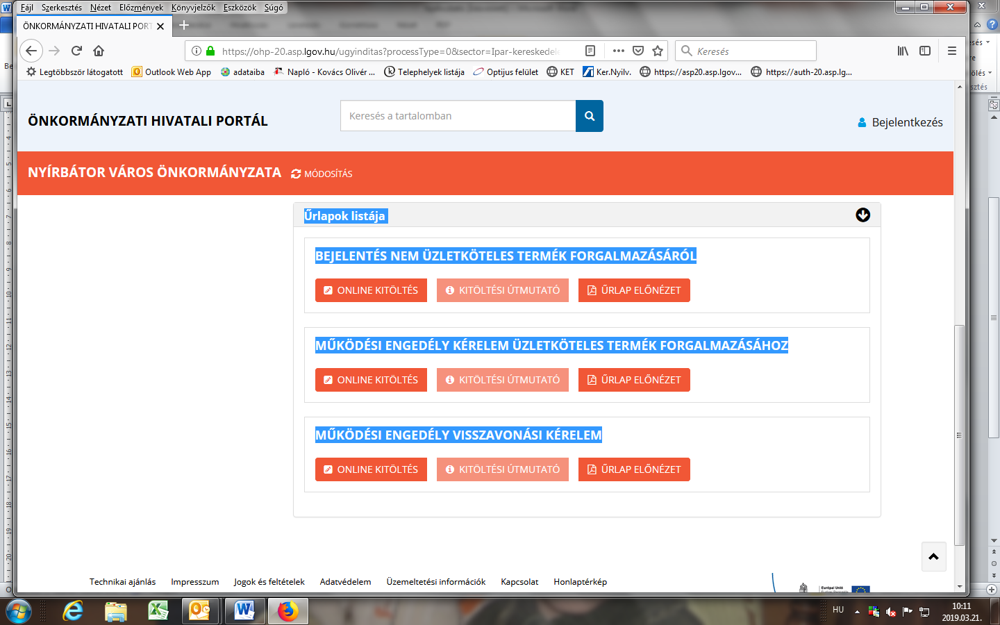 Fájl Szerkesztés Nézet Előzmények Könyvjelzők Eszközök Súgó
ÖNKORMÁNYZATI HIVATALI PORT
https://ohp-20.asp.lgov.hu/ugyinditas?processType=0&sector=Ipar-kereskedel
Keresés
Legtöbbször látogatott Outlook Web App adataiba Napló - Kovács Olivér ... Telephelyek listája Optijus felület KET Ker.Nyilv. https://asp20.asp.lgov... https://auth-20.asp.lg...
ÖNKORMÁNYZATI HIVATALI PORTÁL
Keresés a tartalomban
Bejelentkezés
NYÍRBÁTOR VÁROS ÖNKORMÁNYZATA MÓDOSÍTÁS
Űrlapok listája
BEJELENTÉS NEM ÜZLETKÖTELES TERMÉK FORGALMAZÁSÁRÓL
ONLINE KITÖLTÉS KITÖLTÉSI ÚTMUTATÓ ŰRLAP ELŐNÉZET
MŰKÖDÉSI ENGEDÉLY KÉRELEM ÜZLETKÖTELES TERMÉK FORGALMAZÁSÁHOZ
ONLINE KITÖLTÉS KITÖLTÉSI ÚTMUTATÓ ŰRLAP ELŐNÉZET
MŰKÖDÉSI ENGEDÉLY VISSZAVONÁSI KÉRELEM
ONLINE KITÖLTÉS KITÖLTÉSI ÚTMUTATÓ ŰRLAP ELŐNÉZET
Technikai ajánlás Impresszum Jogok és feltételek Adatvédelem Üzemeltetési információk Kapcsolat Honlaptérkép
Európai Unió
HU
10:11
2019.03.21.